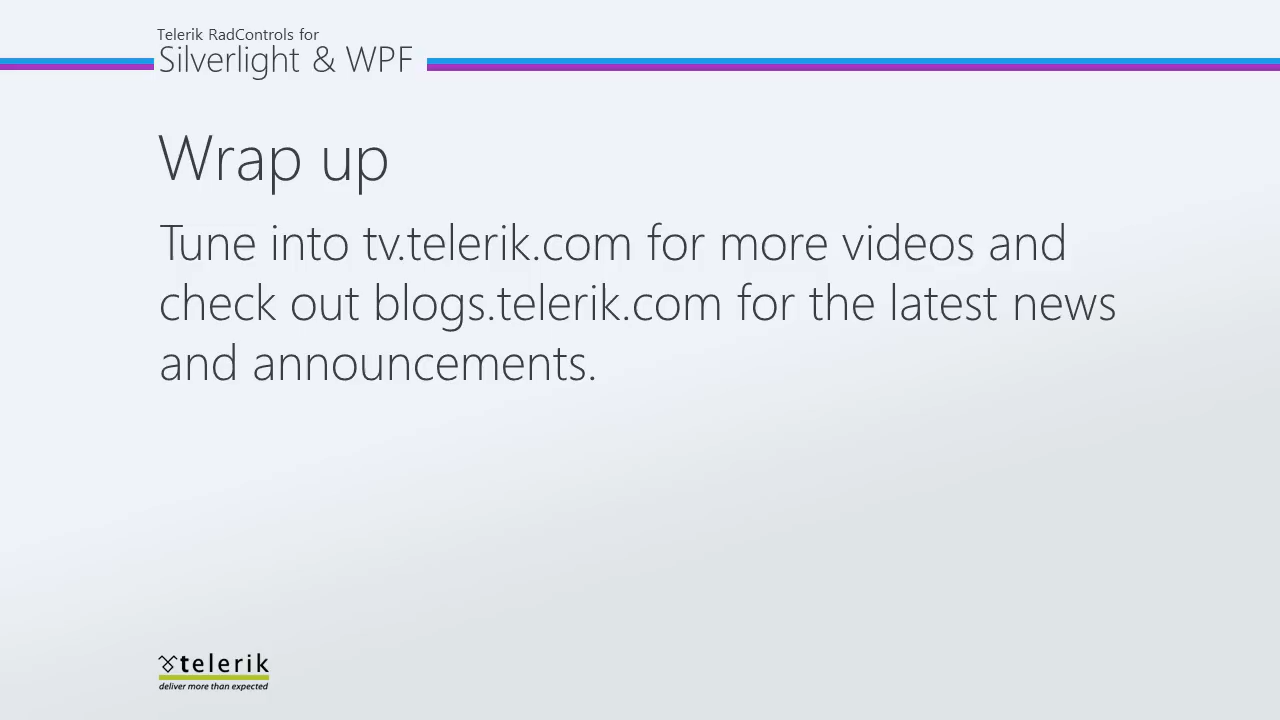 Telerik RadControls for
Silverlight & WPF
Wrap up
Tune into tv.telerik.com for more videos and
check out blogs.telerik.com for the latest news
and announcements.
telerik
deliver more than expected